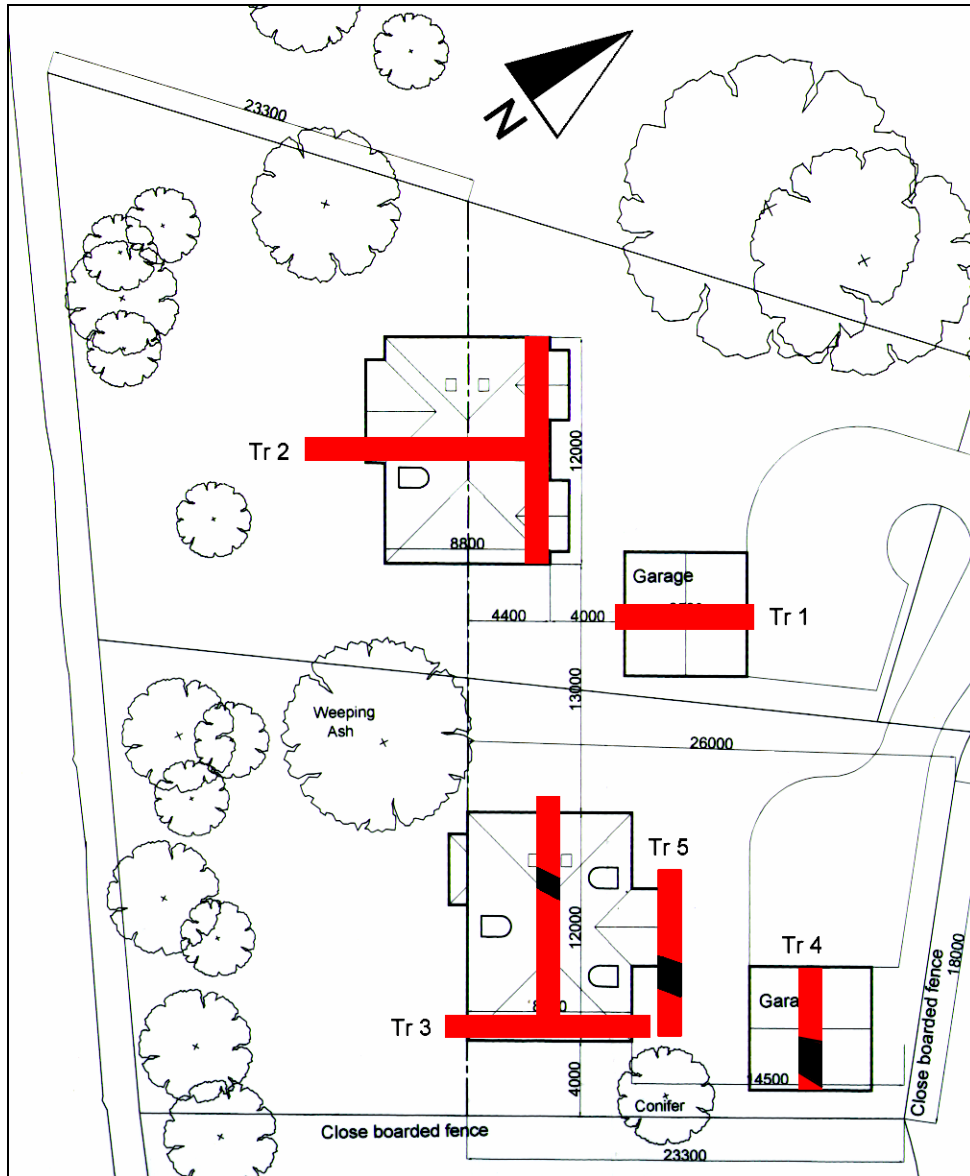 23300
N
Tr 2
12000
8800
Garage
4400
4000
Tr 1
13000
Weeping
Ash
26000
Tr 5
12000
Tr 4
18000
Gara
Tr 3
4000
14500
Conifer
Close boarded fence
Close boarded fence
23300